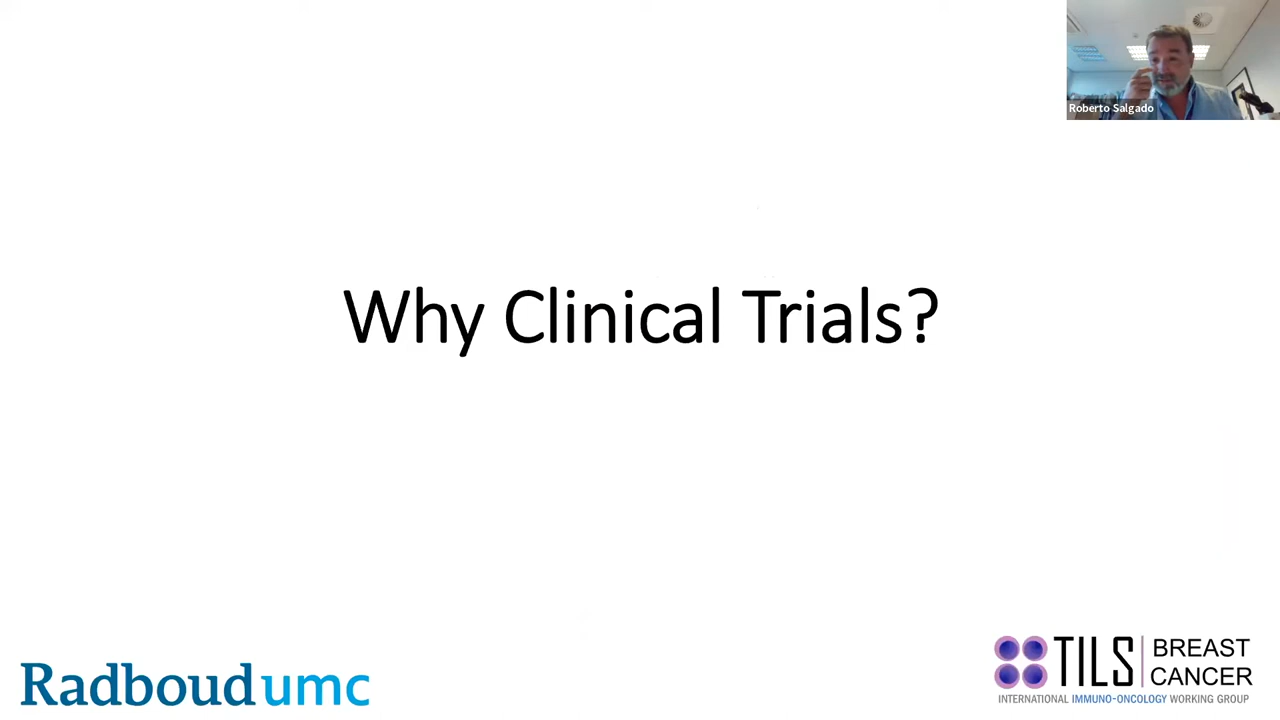 Roberto Salgado
Why Clinical Trials?
Radboudumc
TILS
BREAST
CANCER
INTERNATIONAL IMMUNO-ONCOLOGY WORKING GROUP